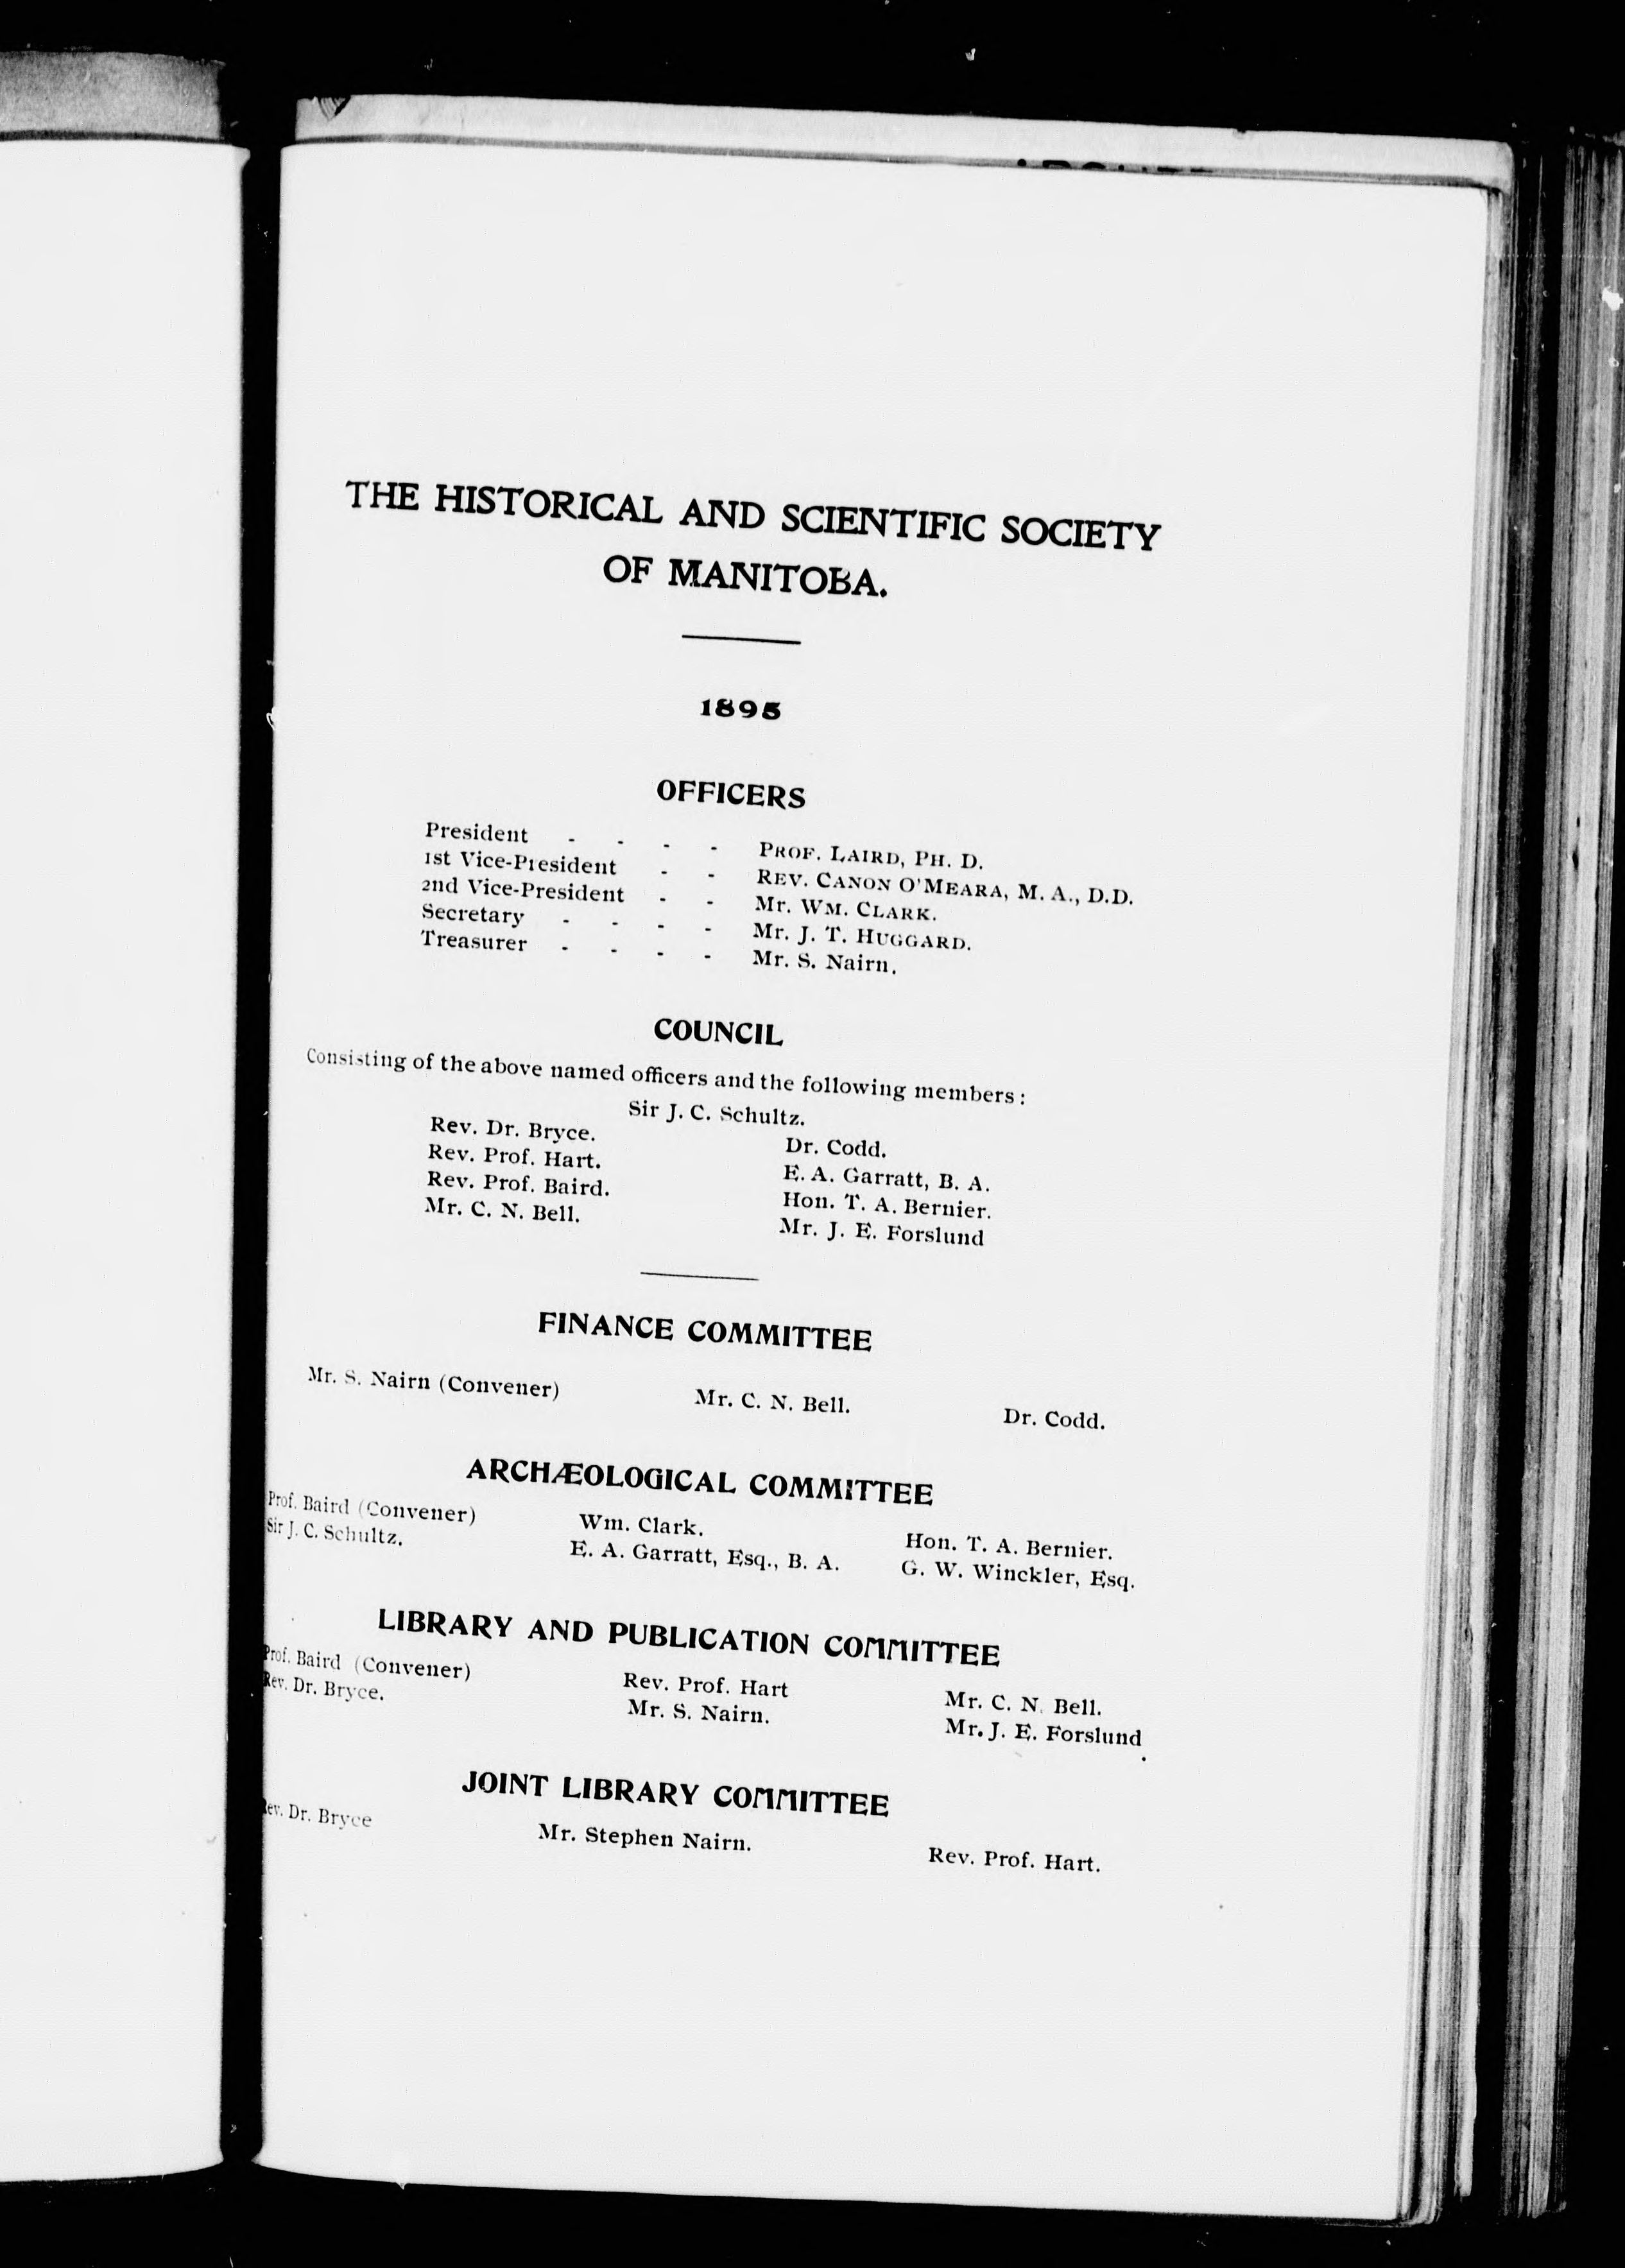 THE HISTORICAL AND SCIENTIFIC SOCIETY
OF MANITOBA.
1895
OFFICERS
President - - - - PROF. LAIRD, PH. D.
1st Vice-President - - REV. CANON O'MEARA, M. A., D.D.
2nd Vice-President - - Mr. WM. CLARK.
Secretary - - - - Mr. J. T. HUGGARD.
Treasurer - - - - Mr. S. Nairn.
COUNCIL
Consisting of the above named officers and the following members:
Sir J. C. Schultz.
Rev. Dr. Bryce. Dr. Codd.
Rev. Prof. Hart. E. A. Garratt, B. A.
Rev. Prof. Baird. Hon. T. A. Bernier.
Mr. C. N. Bell. Mr. J. E. Forslund
FINANCE COMMITTEE
Mr. S. Nairn (Convener) Mr. C. N. Bell. Dr. Codd.
ARCHÆOLOGICAL COMMITTEE
Prof. Baird (Convener) Wm. Clark. Hon. T. A. Bernier.
Sir J. C. Schultz. E. A. Garratt, Esq., B. A. G. W. Winckler, Esq.
LIBRARY AND PUBLICATION COMMITTEE
Prof. Baird (Convener) Rev. Prof. Hart Mr. C. N. Bell.
Rev. Dr. Bryce. Mr. S. Nairn. Mr. J. E. Forslund
JOINT LIBRARY COMMITTEE
Rev. Dr. Bryce Mr. Stephen Nairn. Rev. Prof. Hart.